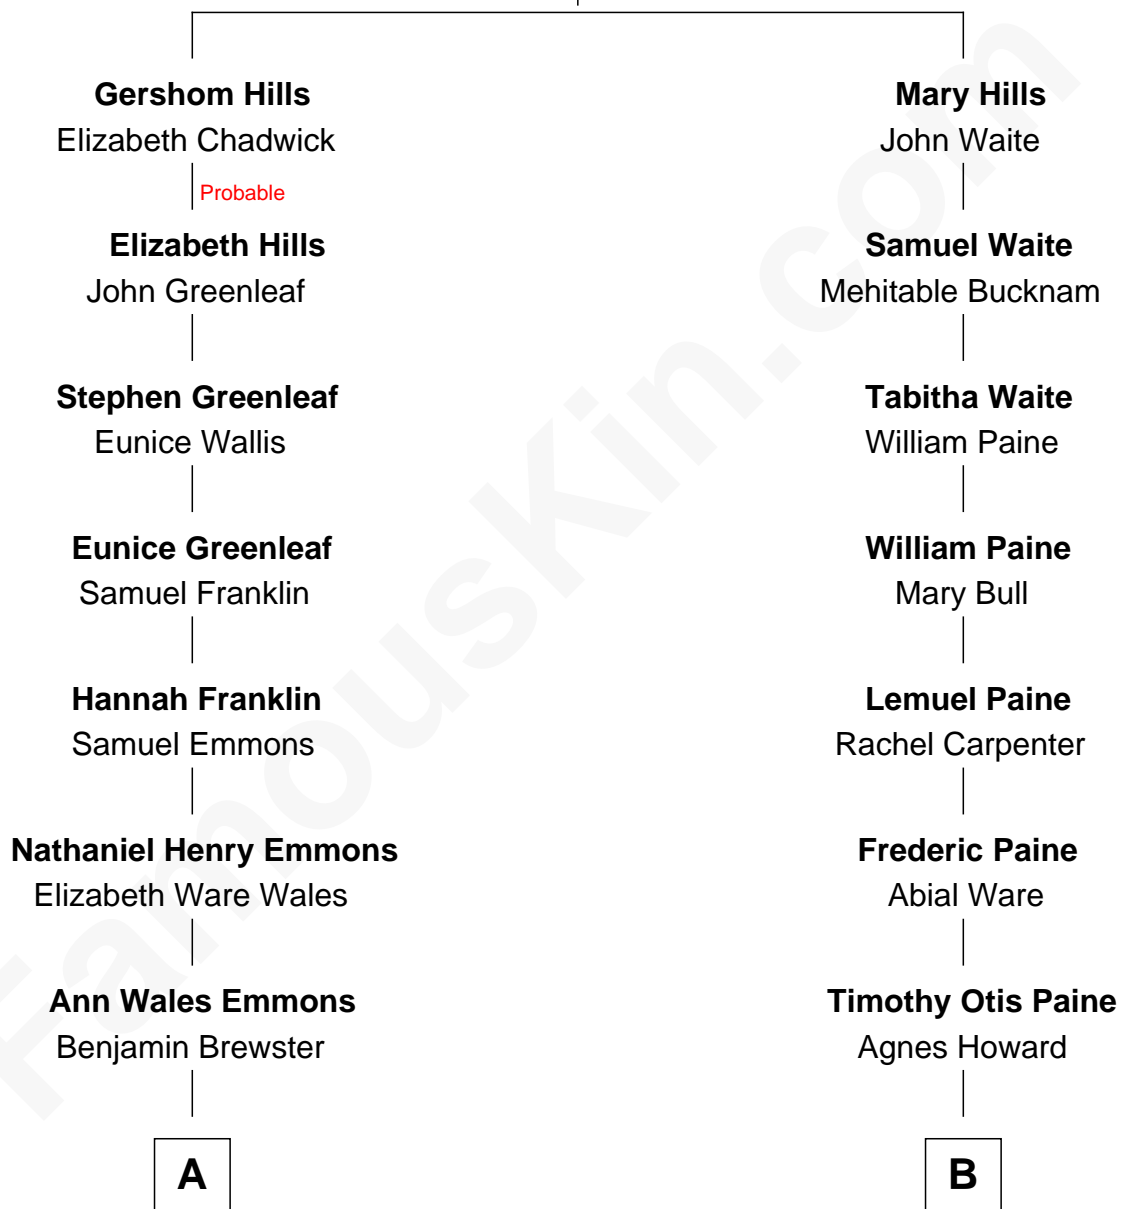 Gershom Hills
Elizabeth Chadwick
Probable
Elizabeth Hills
John Greenleaf
Stephen Greenleaf
Eunice Wallis
Eunice Greenleaf
Samuel Franklin
Hannah Franklin
Samuel Emmons
Nathaniel Henry Emmons
Elizabeth Ware Wales
Ann Wales Emmons
Benjamin Brewster
A
Mary Hills
John Waite
Samuel Waite
Mehitable Bucknam
Tabitha Waite
William Paine
William Paine
Mary Bull
Lemuel Paine
Rachel Carpenter
Frederic Paine
Abial Ware
Timothy Otis Paine
Agnes Howard
B
FamousKin.com